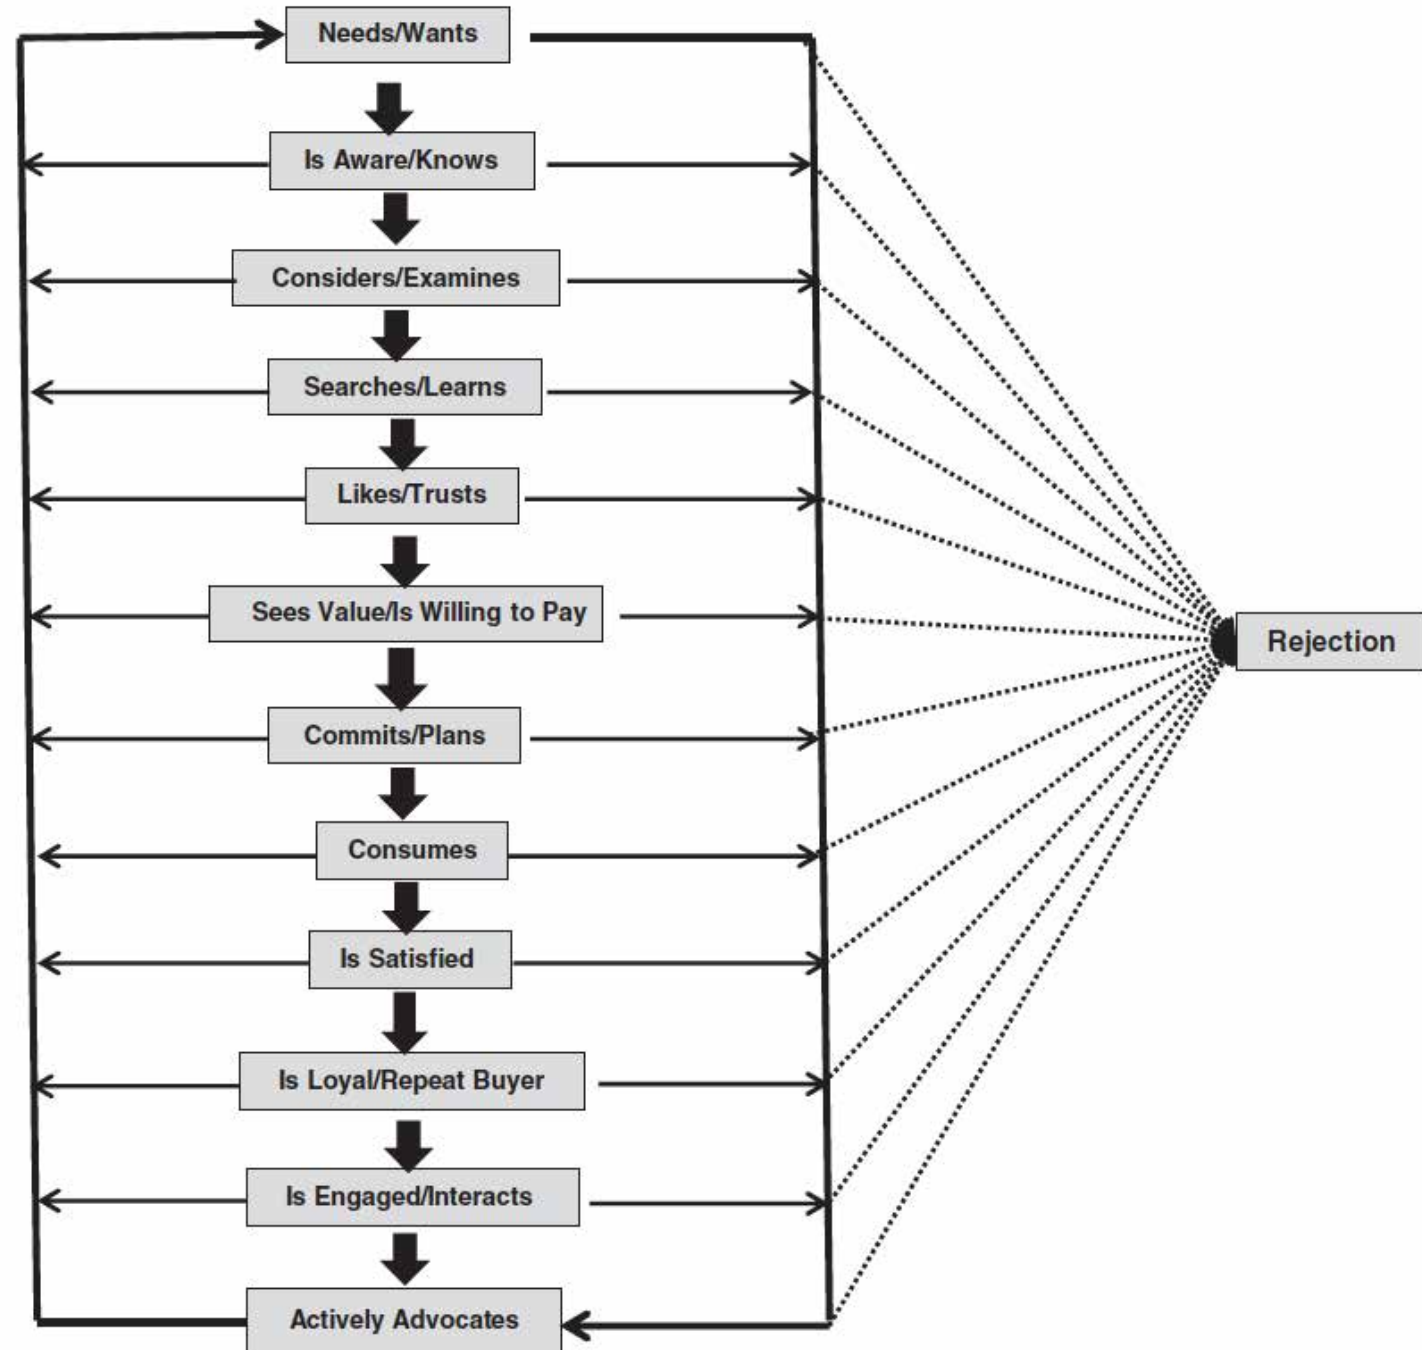 Needs/Wants
Is Aware/Knows
Considers/Examines
Searches/Learns
Likes/Trusts
Sees Value/Is Willing to Pay
Rejection
Commits/Plans
Consumes
Is Satisfied
Is Loyal/Repeat Buyer
Is Engaged/Interacts
Actively Advocates